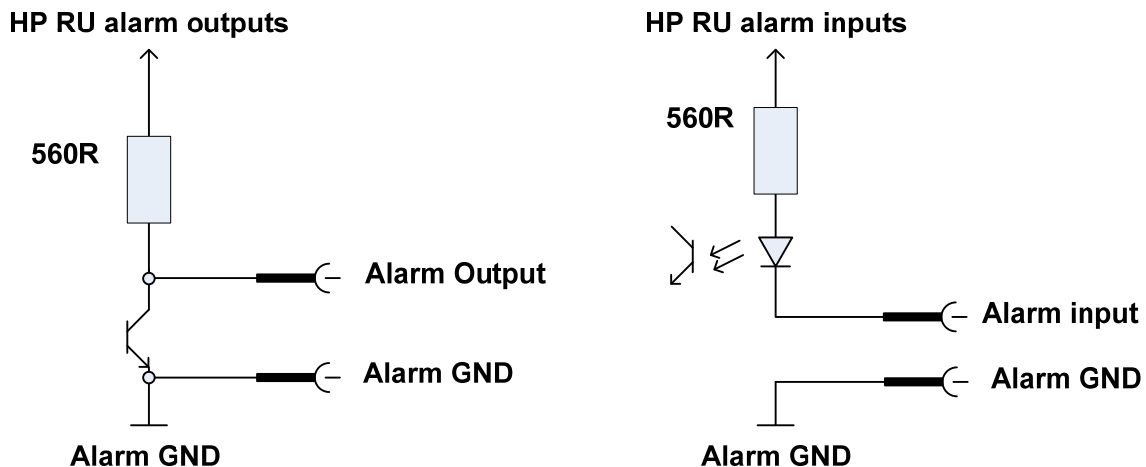 HP RU alarm outputs
560R
Alarm Output
Alarm GND
Alarm GND
HP RU alarm inputs
560R
Alarm input
Alarm GND
Alarm GND